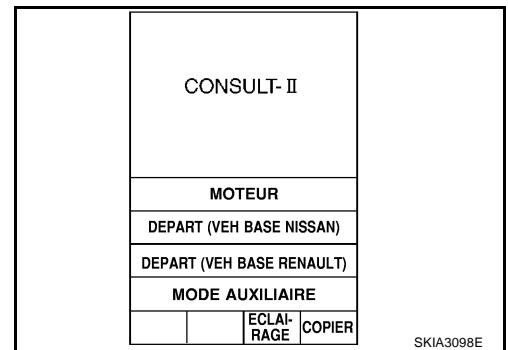 CONSULT-II
MOTEUR
DEPART (VEH BASE NISSAN)
DEPART (VEH BASE RENAULT)
MODE AUXILIAIRE
ECLAI-
RAGE
COPIER
SKIA3098E